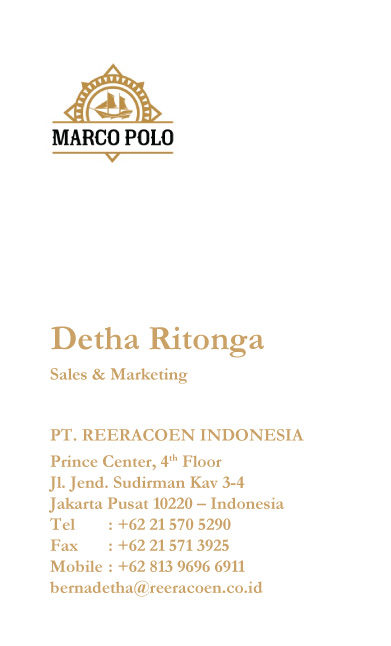 MARCO POLO
Detha Ritonga
Sales & Marketing
PT. REERACOEN INDONESIA
Prince Center, 4th Floor
Jl. Jend. Sudirman Kav 3-4
Jakarta Pusat 10220 – Indonesia
Tel : +62 21 570 5290
Fax : +62 21 571 3925
Mobile : +62 813 9696 6911
bernadetha@reeracoen.co.id